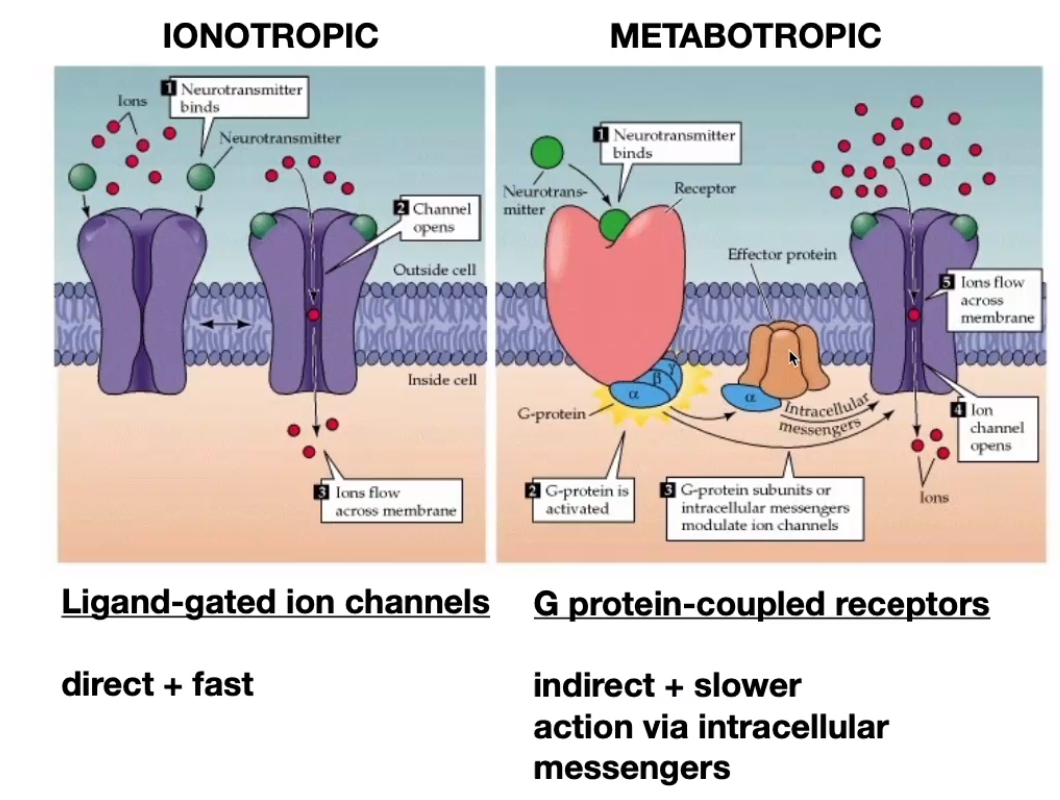 IONOTROPIC
Ions
1 Neurotransmitter
binds
Neurotransmitter
2 Channel
opens
Outside cell
Inside cell
3 Ions flow
across membrane
Ligand-gated ion channels
direct + fast
METABOTROPIC
1 Neurotransmitter
binds
Neurotrans-
mitter
Receptor
Effector protein
5 Ions flow
across
membrane
γ
β
α
α
G-protein
Intracellular
messengers
4 Ion
channel
opens
2 G-protein is
activated
3 G-protein subunits or
intracellular messengers
modulate ion channels
Ions
G protein-coupled receptors
indirect + slower
action via intracellular
messengers